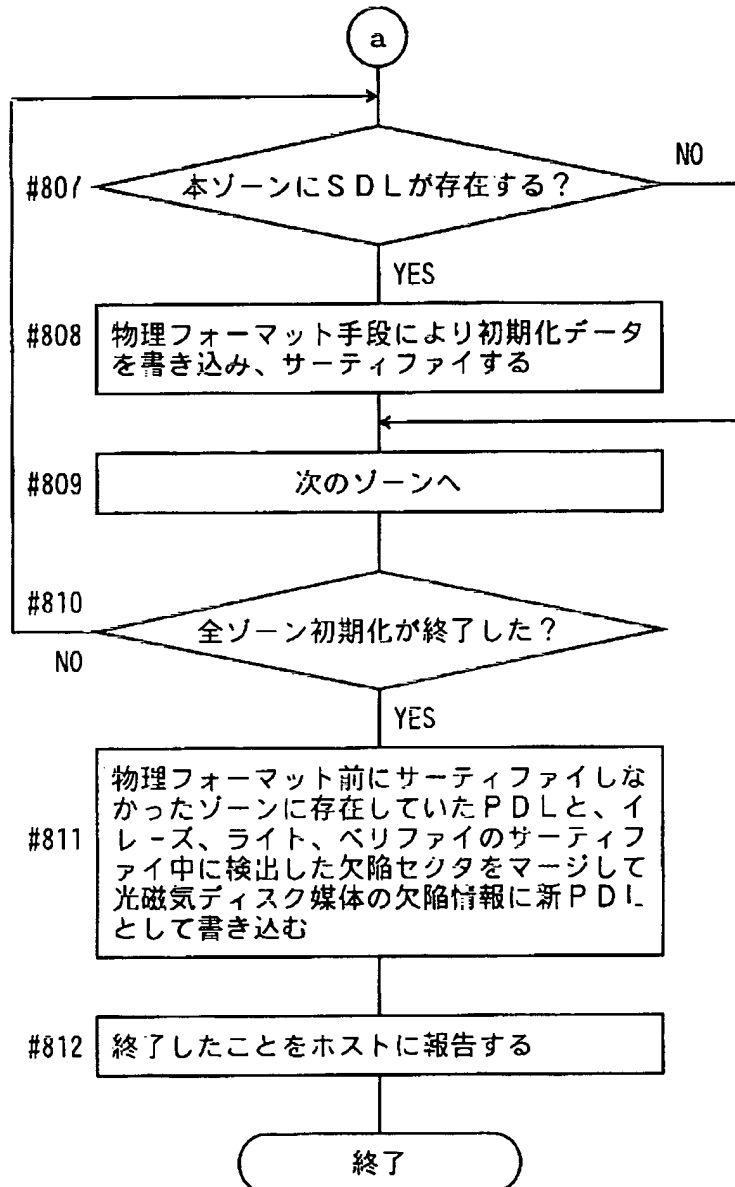 a
#807 本ゾーンにSDLが存在する？ NO
YES
#808 物理フォーマット手段により初期化データ
を書き込み、サーティファイする
#809 次のゾーンへ
#810
全ゾーン初期化が終了した？
NO
YES
物理フォーマット前にサーティファイしな
かったゾーンに存在していたPDLと、イ
#811 レーズ、ライト、ベリファイのサーティフ
ァイ中に検出した欠陥セクタをマージして
光磁気ディスク媒体の欠陥情報に新PDL
として書き込む
#812 終了したことをホストに報告する
終了